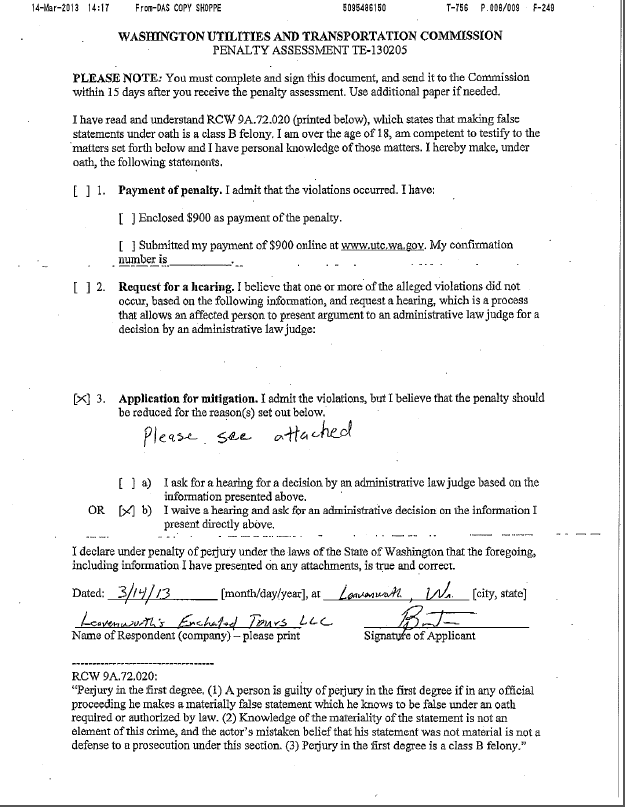 14-Mar-2013 14:17 From-DAS COPY SHOPPE 5095486150 T-756 P.009/009 F-249
WASHINGTON UTILITIES AND TRANSPORTATION COMMISSION
PENALTY ASSESSMENT TE-130205
PLEASE NOTE: You must complete and sign this document, and send it to the Commission
within 15 days after you receive the penalty assessment. Use additional paper if needed.
I have read and understand RCW 9A.72.020 (printed below), which states that making false
statements under oath is a class B felony. I am over the age of 18, am competent to testify to the
matters set forth below and I have personal knowledge of those matters. I hereby make, under
oath, the following statements.
[ ] 1. Payment of penalty. I admit that the violations occurred. I have:
[ ] Enclosed $900 as payment of the penalty.
[ ] Submitted my payment of $900 online at www.utc.wa.gov. My confirmation
number is __________.
[ ] 2. Request for a hearing. I believe that one or more of the alleged violations did not
occur, based on the following information, and request a hearing, which is a process
that allows an affected person to present argument to an administrative law judge for a
decision by an administrative law judge:
[X] 3. Application for mitigation. I admit the violations, but I believe that the penalty should
be reduced for the reason(s) set out below.
Please see attached
[ ] a) I ask for a hearing for a decision by an administrative law judge based on the
information presented above.
OR [X] b) I waive a hearing and ask for an administrative decision on the information I
present directly above.
I declare under penalty of perjury under the laws of the State of Washington that the foregoing,
including information I have presented on any attachments, is true and correct.
Dated: 3/14/13 [month/day/year], at Leavenworth, Wa. [city, state]
Leavenworth's Enchated Tours LLC
Name of Respondent (company) – please print Signature of Applicant
RCW 9A.72.020:
"Perjury in the first degree. (1) A person is guilty of perjury in the first degree if in any official
proceeding he makes a materially false statement which he knows to be false under an oath
required or authorized by law. (2) Knowledge of the materiality of the statement is not an
element of this crime, and the actor's mistaken belief that his statement was not material is not a
defense to a prosecution under this section. (3) Perjury in the first degree is a class B felony."